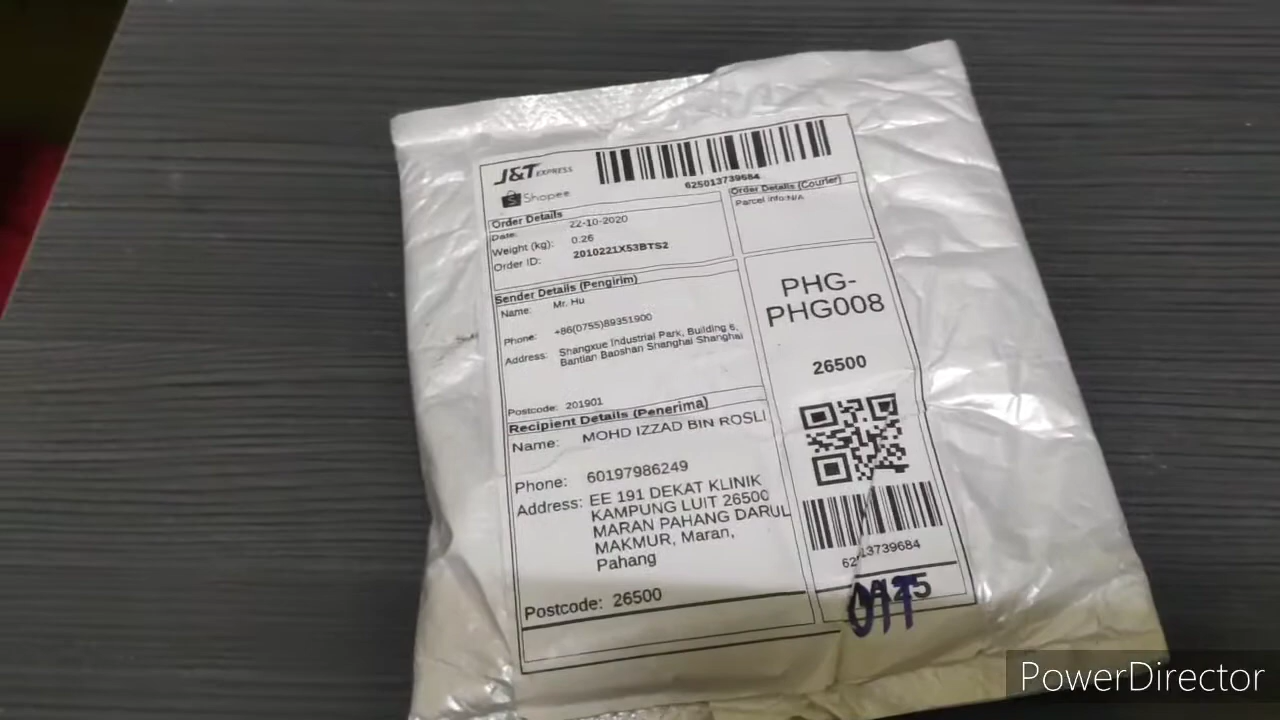 J&T EXPRESS
Shopee
625013739684
Order Details
Date: 22-10-2020
Weight (kg): 0.26
Order ID: 2010221X53BTS2
Order Details (Courier)
Parcel info:N/A
Sender Details (Pengirim)
Name: Mr. Hu
Phone: +86(0755)89351900
Address: Shangxue Industrial Park, Building 6,
Bantian Baoshan Shanghai Shanghai
Postcode: 201901
PHG-
PHG008
26500
Recipient Details (Penerima)
Name: MOHD IZZAD BIN ROSLI
Phone: 60197986249
Address: EE 191 DEKAT KLINIK
KAMPUNG LUIT 26500
MARAN PAHANG DARUL
MAKMUR, Maran,
Pahang
Postcode: 26500
PowerDirector